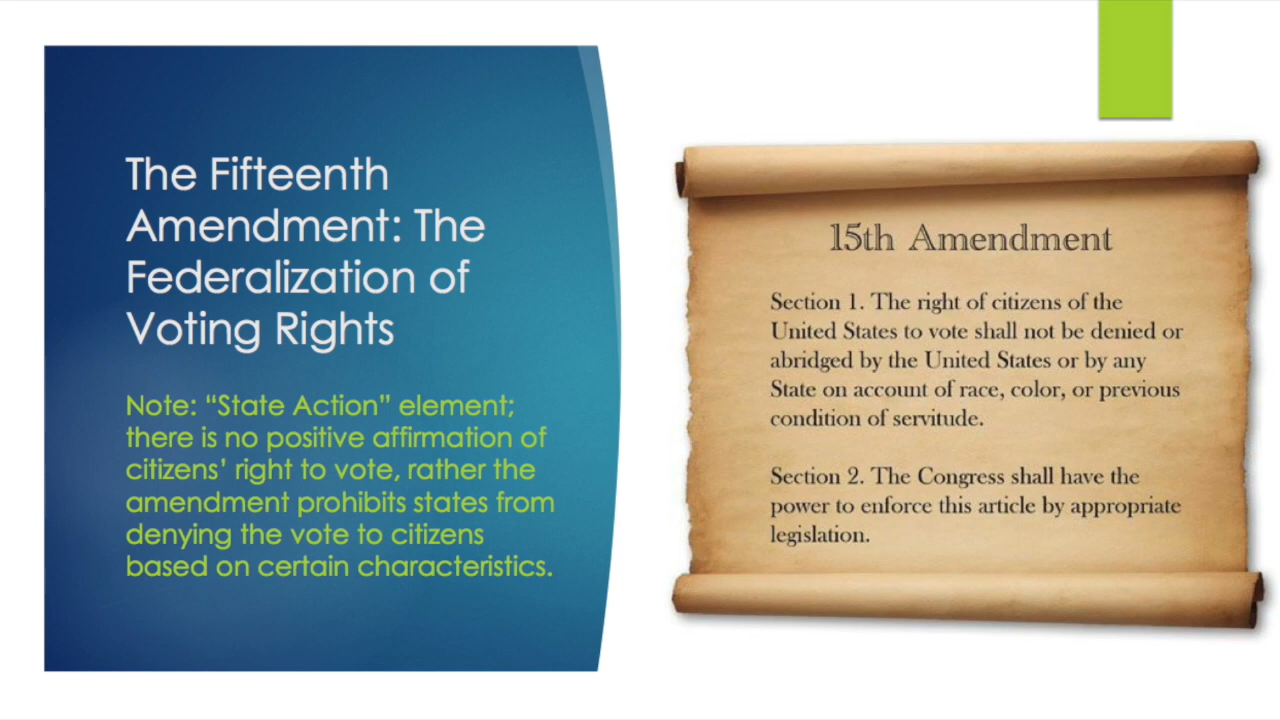 The Fifteenth
Amendment: The
Federalization of
Voting Rights
Note: “State Action” element;
there is no positive affirmation of
citizens’ right to vote, rather the
amendment prohibits states from
denying the vote to citizens
based on certain characteristics.
15th Amendment
Section 1. The right of citizens of the
United States to vote shall not be denied or
abridged by the United States or by any
State on account of race, color, or previous
condition of servitude.
Section 2. The Congress shall have the
power to enforce this article by appropriate
legislation.